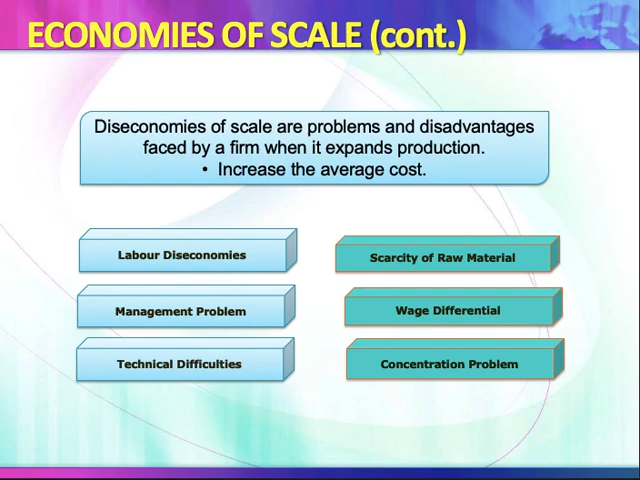 ECONOMIES OF SCALE (cont.)
Diseconomies of scale are problems and disadvantages
faced by a firm when it expands production.
• Increase the average cost.
Labour Diseconomies
Management Problem
Technical Difficulties
Scarcity of Raw Material
Wage Differential
Concentration Problem